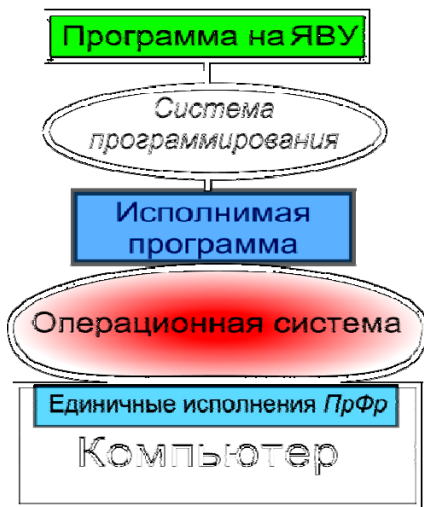 Программа на ЯВУ
Система
программирования
Исполнимая
программа
Операционная система
Единичные исполнения ПрФр
Компьютер